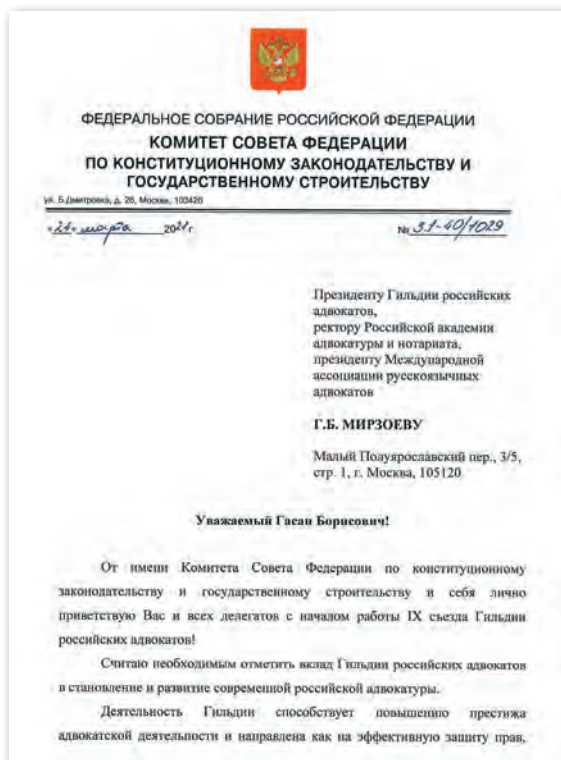 ФЕДЕРАЛЬНОЕ СОБРАНИЕ РОССИЙСКОЙ ФЕДЕРАЦИИ
КОМИТЕТ СОВЕТА ФЕДЕРАЦИИ
ПО КОНСТИТУЦИОННОМУ ЗАКОНОДАТЕЛЬСТВУ И
ГОСУДАРСТВЕННОМУ СТРОИТЕЛЬСТВУ
ул. Б.Дмитровка, д. 26, Москва, 103426
марта 2021 г. № 3.1-40/1029
Президенту Гильдии российских
адвокатов,
ректору Российской академии
адвокатуры и нотариата,
президенту Международной
ассоциации русскоязычных
адвокатов
Г.Б. МИРЗОЕВУ
Малый Полуярославский пер., 3/5,
стр. 1, г. Москва, 105120
Уважаемый Гасан Борисович!
От имени Комитета Совета Федерации по конституционному
законодательству и государственному строительству и себя лично
приветствую Вас и всех делегатов с началом работы IX съезда Гильдии
российских адвокатов!
Считаю необходимым отметить вклад Гильдии российских адвокатов
в становление и развитие современной российской адвокатуры.
Деятельность Гильдии способствует повышению престижа
адвокатской деятельности и направлена как на эффективную защиту прав,